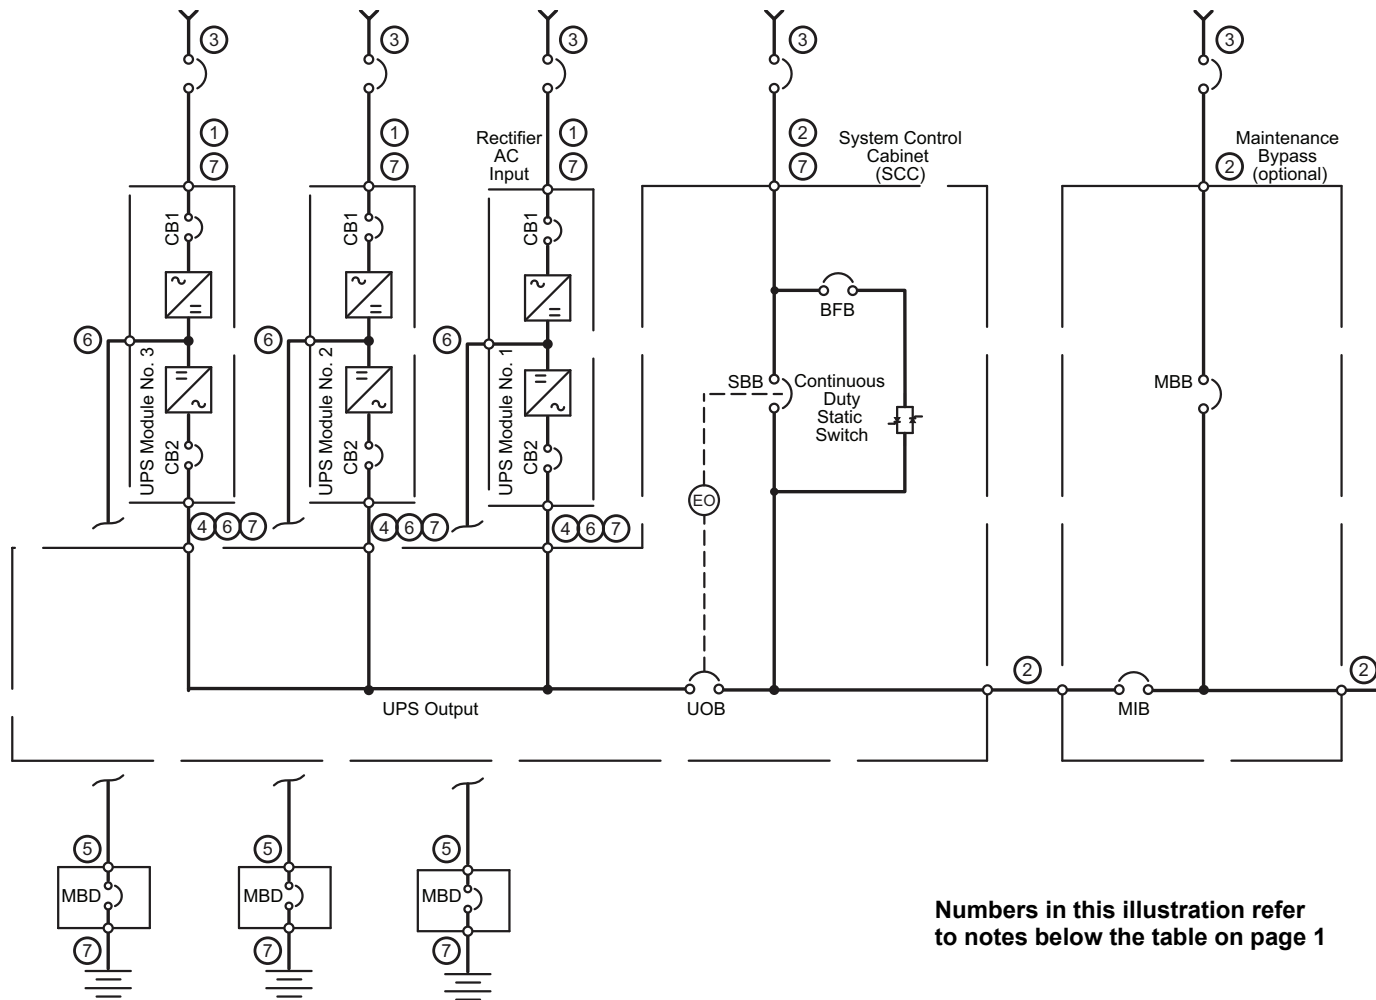 3 3 3 3 3
1 1 Rectifier 1 2 System Control Maintenance
AC Cabinet Bypass
7 7 Input 7 7 (SCC) 2 (optional)
CB1 CB1 CB1
BFB
6 6 6
UPS Module No. 3 UPS Module No. 2 UPS Module No. 1
SBB Continuous MBB
Duty
Static
Switch
CB2 CB2 CB2
EO
4 6 7 4 6 7 4 6 7
2 2
UPS Output UOB MIB
5 5 5
MBD MBD MBD
7 7 7
Numbers in this illustration refer
to notes below the table on page 1